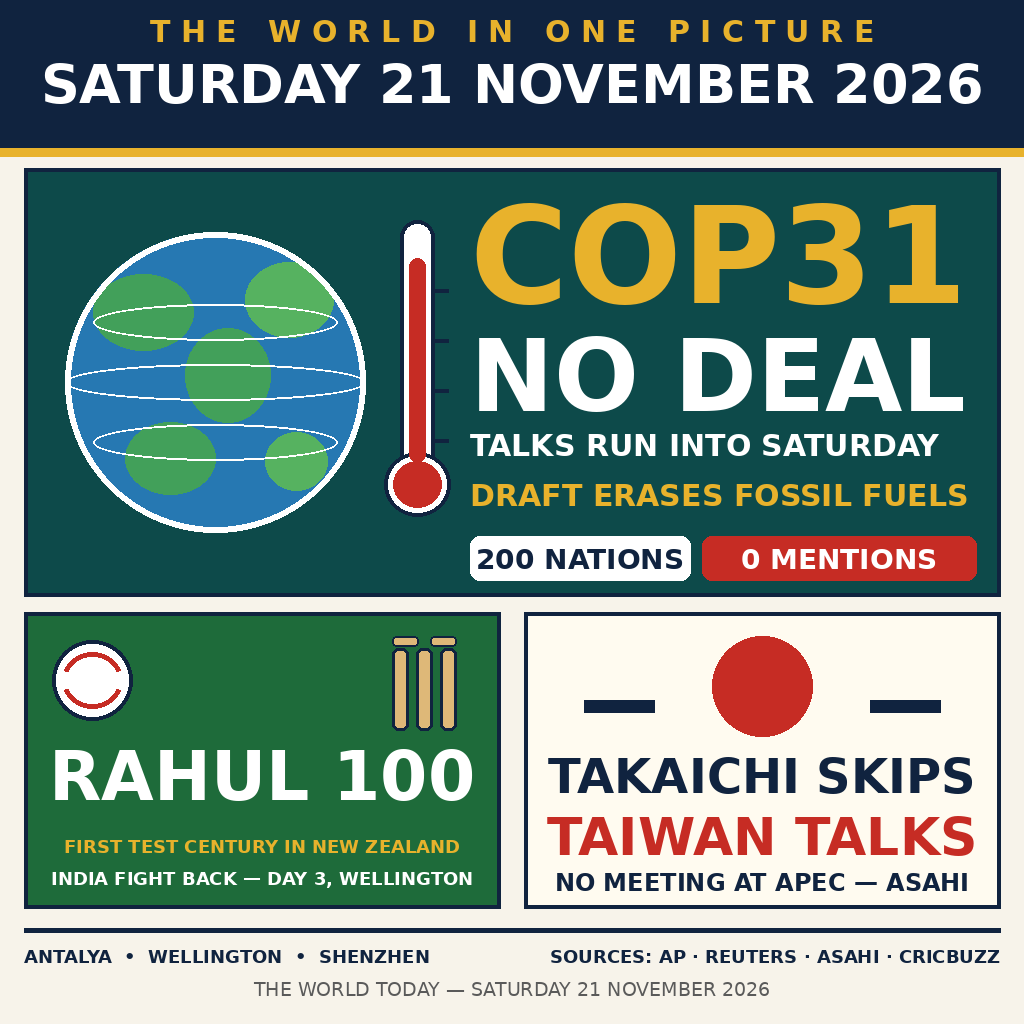 THE WORLD IN ONE PICTURE
SATURDAY 21 NOVEMBER 2026
COP31
NO DEAL
TALKS RUN INTO SATURDAY
DRAFT ERASES FOSSIL FUELS
200 NATIONS
0 MENTIONS
RAHUL 100
FIRST TEST CENTURY IN NEW ZEALAND
INDIA FIGHT BACK — DAY 3, WELLINGTON
TAKAICHI SKIPS
TAIWAN TALKS
NO MEETING AT APEC — ASAHI
ANTALYA • WELLINGTON • SHENZHEN
SOURCES: AP · REUTERS · ASAHI · CRICBUZZ
THE WORLD TODAY — SATURDAY 21 NOVEMBER 2026